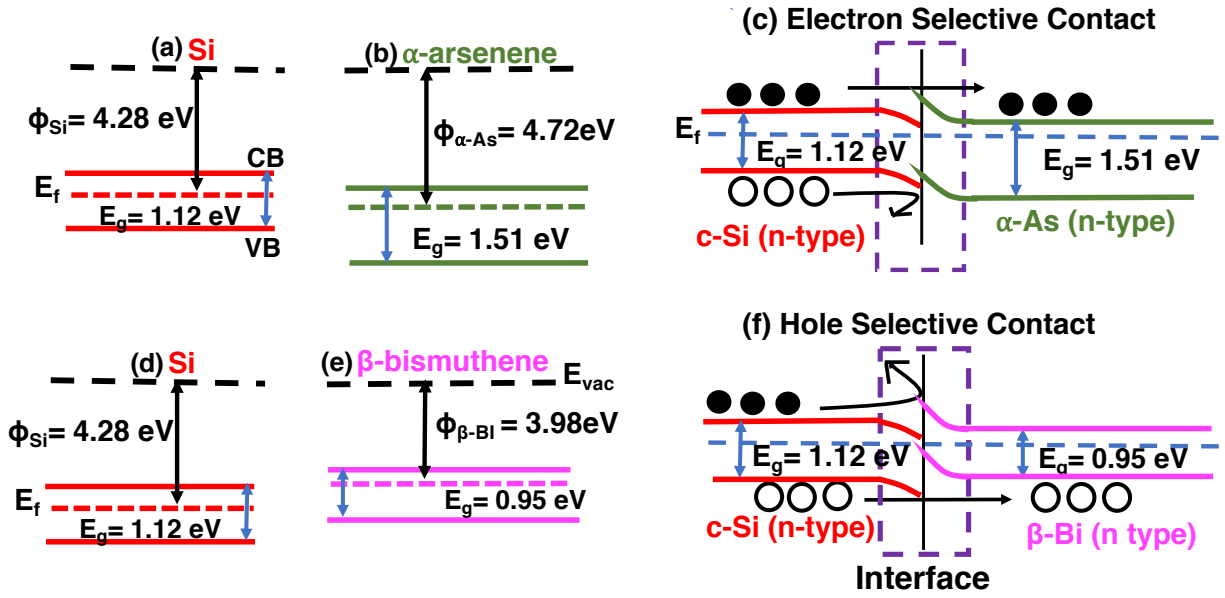 (a) Si
ϕSi= 4.28 eV
CB
Ef
Eg= 1.12 eV
VB
(b) α-arsenene
ϕα-As= 4.72eV
Eg= 1.51 eV
(c) Electron Selective Contact
Ef
Eg= 1.12 eV
Eg= 1.51 eV
c-Si (n-type)
α-As (n-type)
(d) Si
ϕSi= 4.28 eV
Ef
Eg= 1.12 eV
(e) β-bismuthene
Evac
ϕβ-BI = 3.98eV
Eg= 0.95 eV
(f) Hole Selective Contact
Eg= 1.12 eV
Eg= 0.95 eV
c-Si (n-type)
β-Bi (n type)
Interface